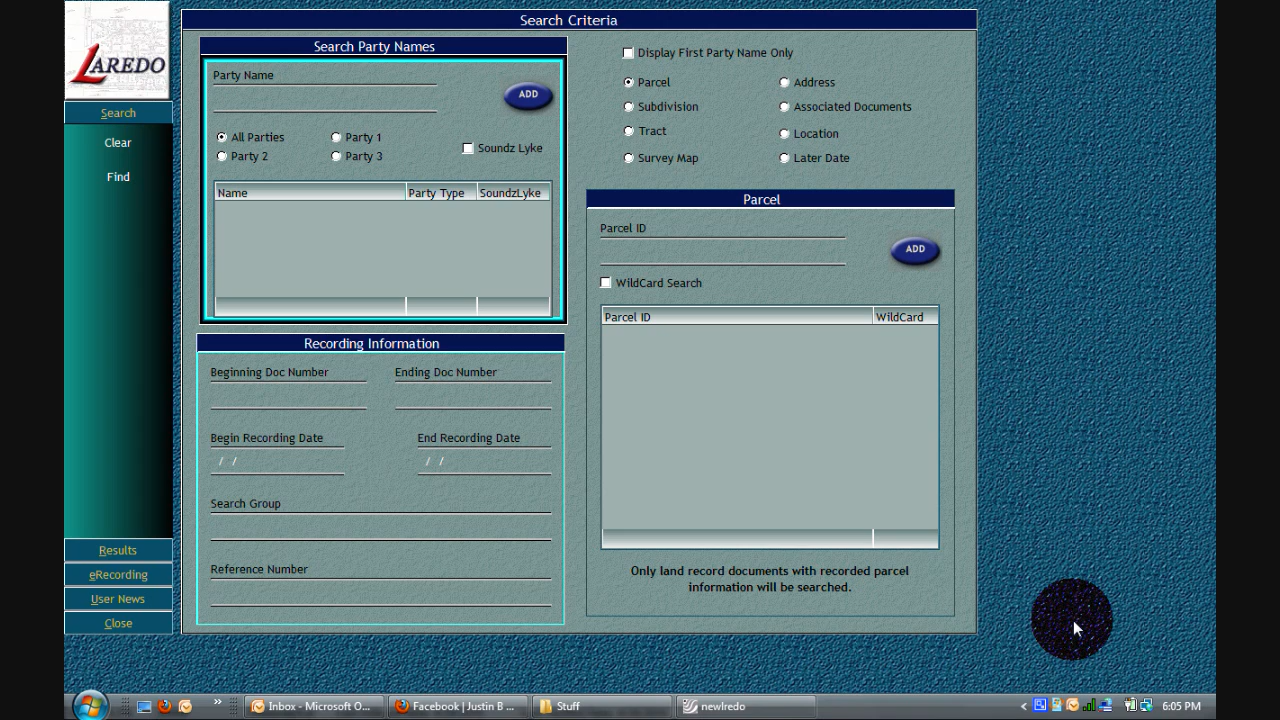 LAREDO
Search
Clear
Find
Results
eRecording
User News
Close
Search Criteria
Search Party Names
Party Name
ADD
All Parties
Party 1
Party 2
Party 3
Soundz Lyke
Name
Party Type
SoundzLyke
Recording Information
Beginning Doc Number
Ending Doc Number
Begin Recording Date
End Recording Date
/ /
/ /
Search Group
Reference Number
Display First Party Name Only
Parcel
Address
Subdivision
Associated Documents
Tract
Location
Survey Map
Later Date
Parcel
Parcel ID
ADD
WildCard Search
Parcel ID
WildCard
Only land record documents with recorded parcel
information will be searched.
»
Inbox - Microsoft O...
Facebook | Justin B ...
Stuff
newlredo
<
6:05 PM